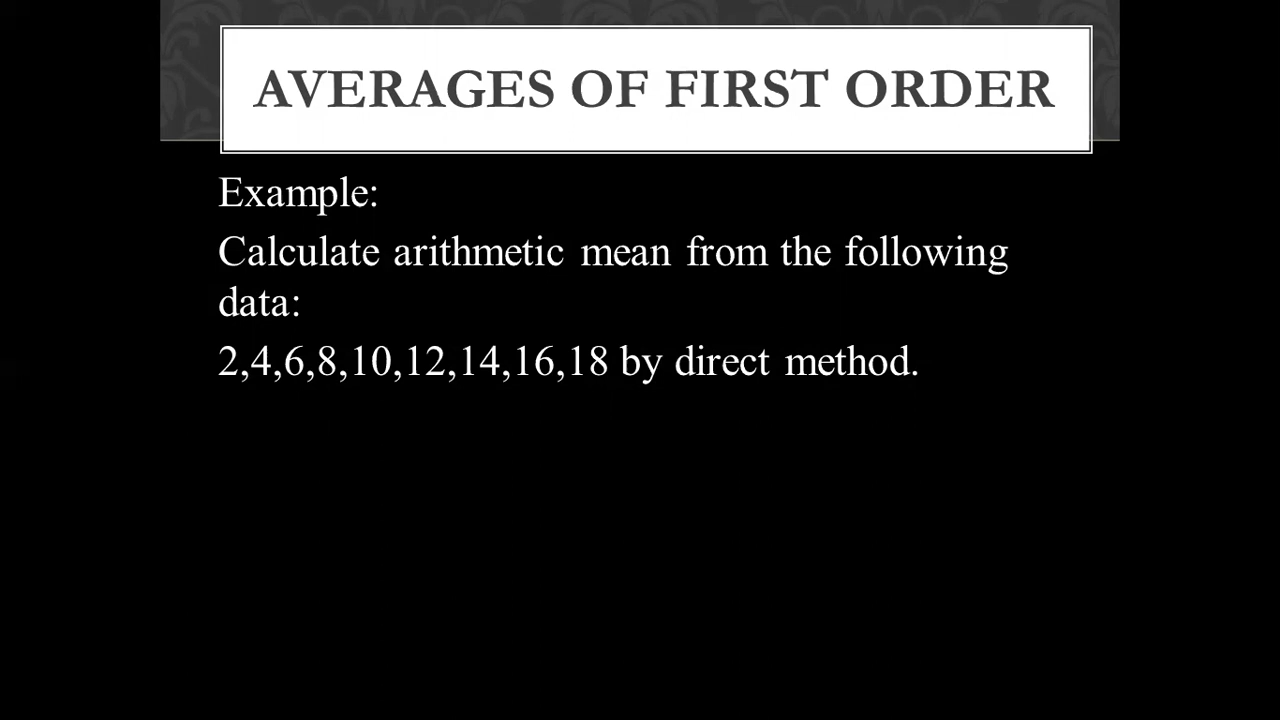 AVERAGES OF FIRST ORDER
Example:
Calculate arithmetic mean from the following
data:
2,4,6,8,10,12,14,16,18 by direct method.